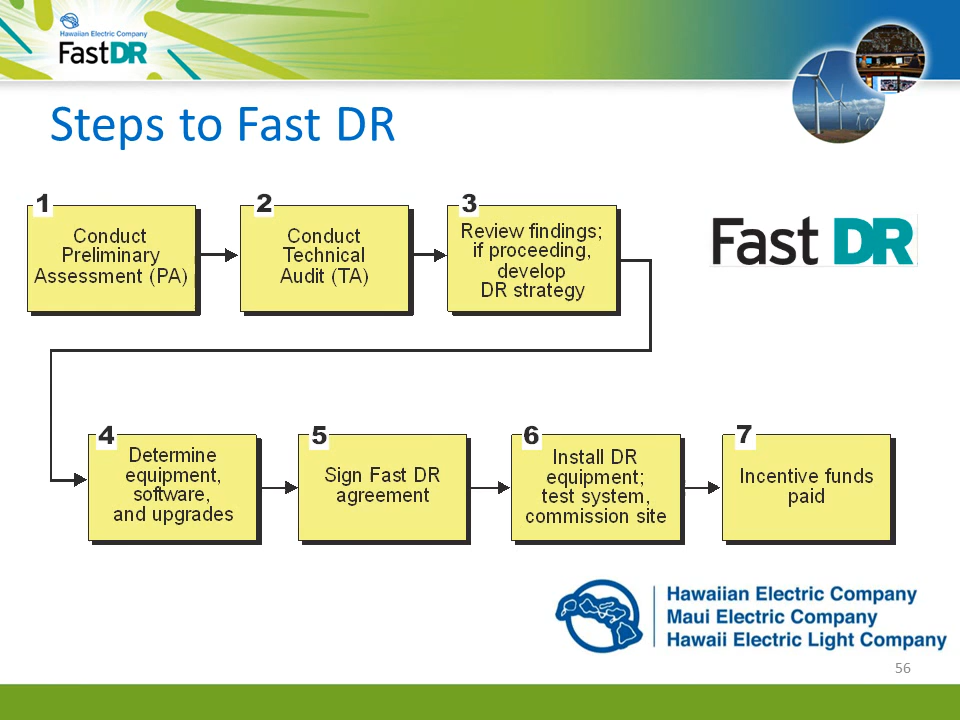 Hawaiian Electric Company
FastDR
Steps to Fast DR
1
Conduct
Preliminary
Assessment (PA)
2
Conduct
Technical
Audit (TA)
3
Review findings;
if proceeding,
develop
DR strategy
Fast DR
4
Determine
equipment,
software,
and upgrades
5
Sign Fast DR
agreement
6
Install DR
equipment;
test system,
commission site
7
Incentive funds
paid
Hawaiian Electric Company
Maui Electric Company
Hawaii Electric Light Company
56